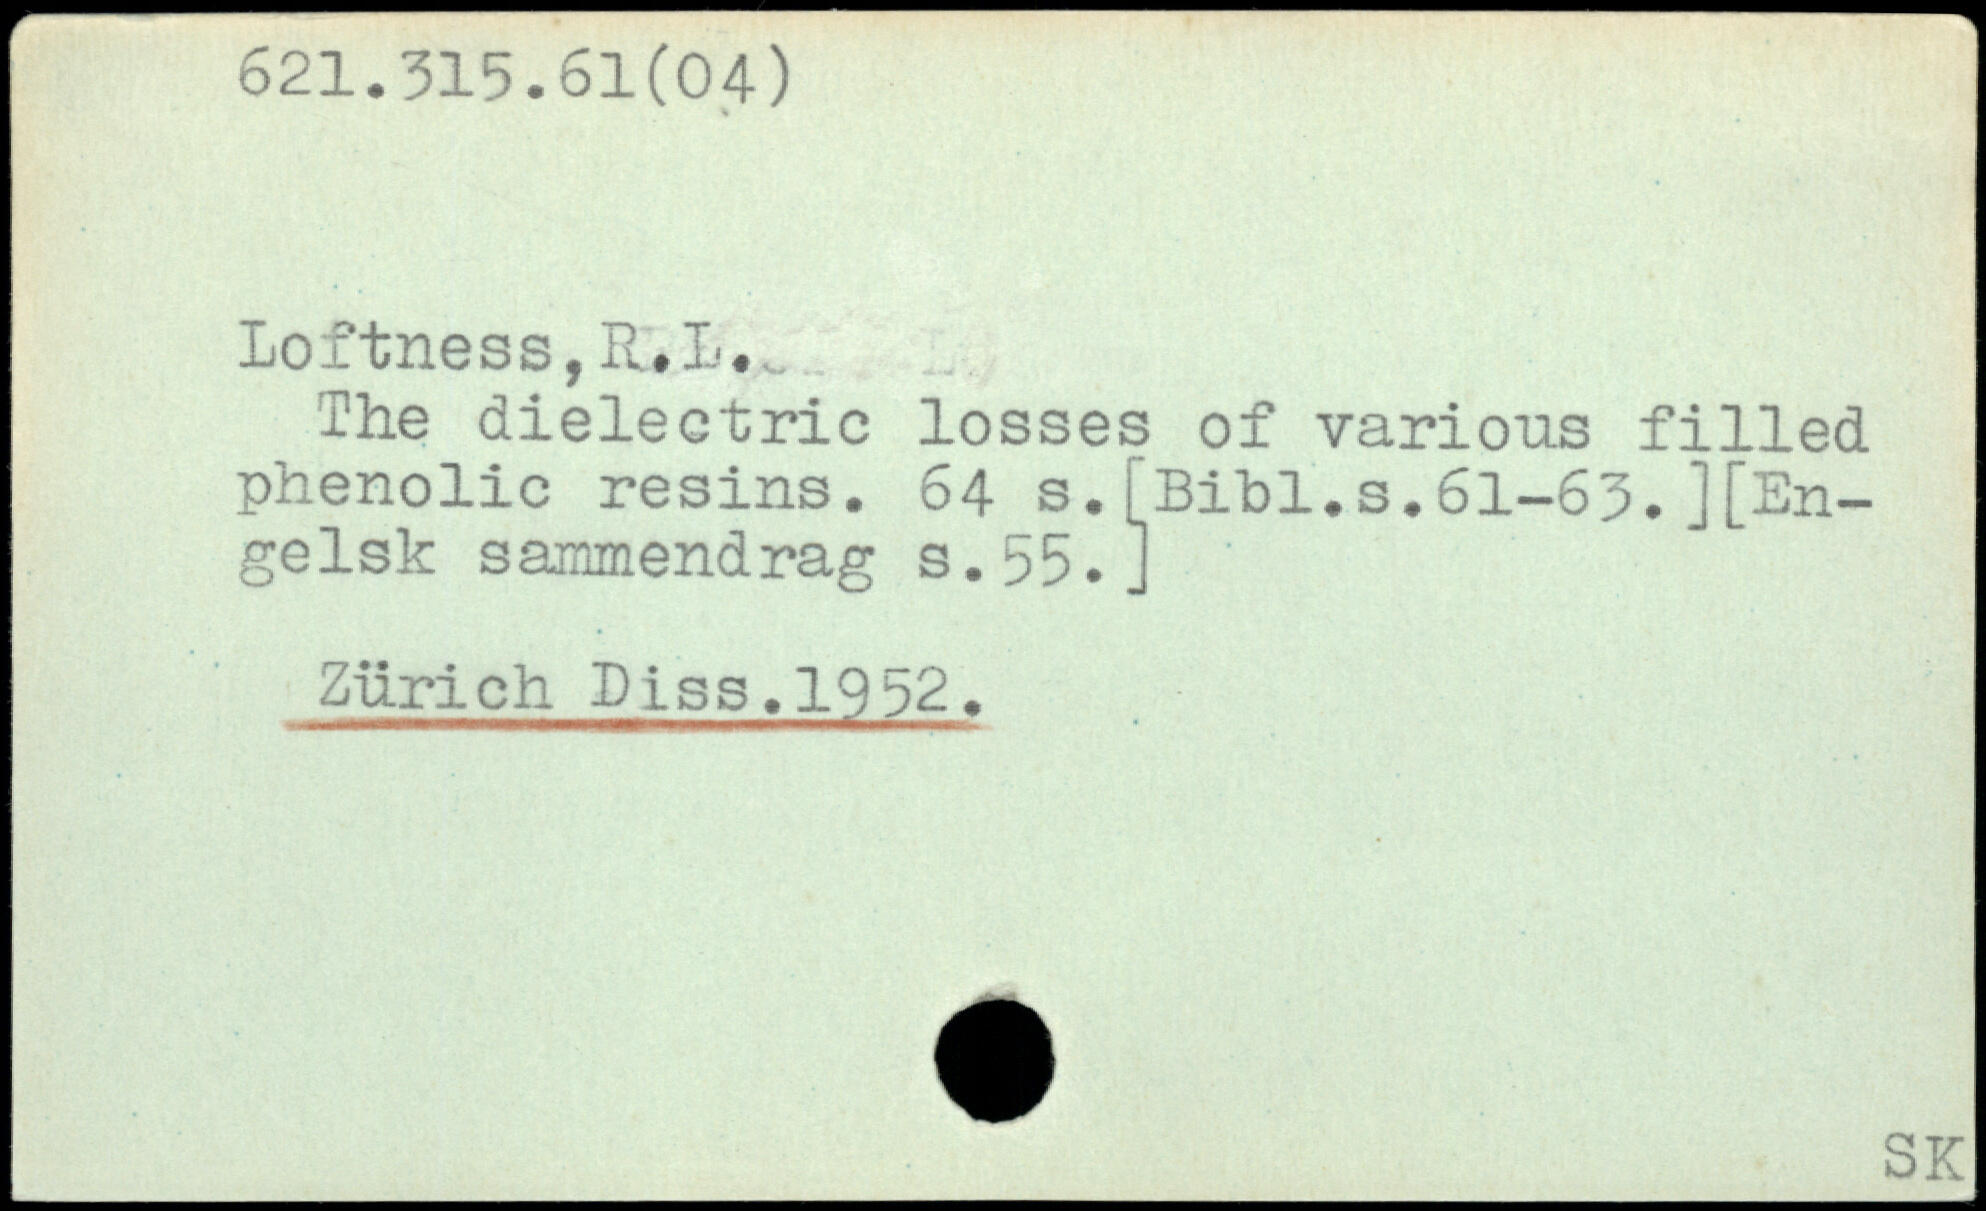 621.315.61(04)
Loftness,R.L.
The dielectric losses of various filled
phenolic resins. 64 s.[Bibl.s.61-63.][En-
gelsk sammendrag s.55.]
Zürich Diss.1952.
SK